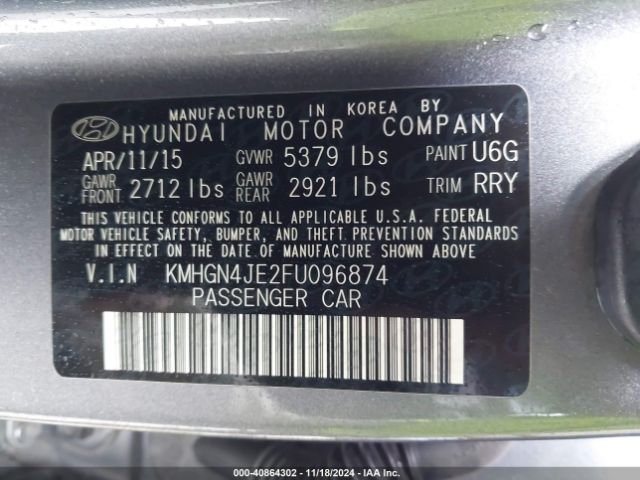 MANUFACTURED IN KOREA BY
HYUNDAI MOTOR COMPANY
APR/11/15 GVWR 5379 lbs PAINT U6G
GAWR FRONT 2712 lbs GAWR REAR 2921 lbs TRIM RRY
THIS VEHICLE CONFORMS TO ALL APPLICABLE U.S.A. FEDERAL
MOTOR VEHICLE SAFETY, BUMPER, AND THEFT PREVENTION STANDARDS
IN EFFECT ON THE DATE OF MANUFACTURE SHOWN ABOVE
V.I.N KMHGN4JE2FU096874
PASSENGER CAR
000-40864302 - 11/18/2024 - IAA Inc.